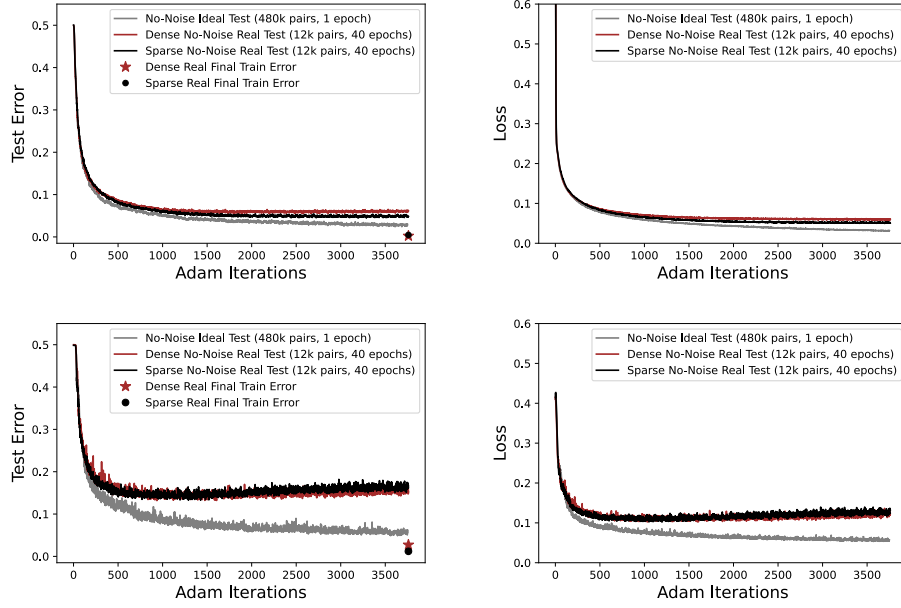 No-Noise Ideal Test (480k pairs, 1 epoch)
Dense No-Noise Real Test (12k pairs, 40 epochs)
Sparse No-Noise Real Test (12k pairs, 40 epochs)
Dense Real Final Train Error
Sparse Real Final Train Error
Test Error
0.5
0.4
0.3
0.2
0.1
0.0
0 500 1000 1500 2000 2500 3000 3500
Adam Iterations
No-Noise Ideal Test (480k pairs, 1 epoch)
Dense No-Noise Real Test (12k pairs, 40 epochs)
Sparse No-Noise Real Test (12k pairs, 40 epochs)
Loss
0.6
0.5
0.4
0.3
0.2
0.1
0.0
0 500 1000 1500 2000 2500 3000 3500
Adam Iterations
No-Noise Ideal Test (480k pairs, 1 epoch)
Dense No-Noise Real Test (12k pairs, 40 epochs)
Sparse No-Noise Real Test (12k pairs, 40 epochs)
Dense Real Final Train Error
Sparse Real Final Train Error
Test Error
0.5
0.4
0.3
0.2
0.1
0.0
0 500 1000 1500 2000 2500 3000 3500
Adam Iterations
No-Noise Ideal Test (480k pairs, 1 epoch)
Dense No-Noise Real Test (12k pairs, 40 epochs)
Sparse No-Noise Real Test (12k pairs, 40 epochs)
Loss
0.6
0.5
0.4
0.3
0.2
0.1
0.0
0 500 1000 1500 2000 2500 3000 3500
Adam Iterations